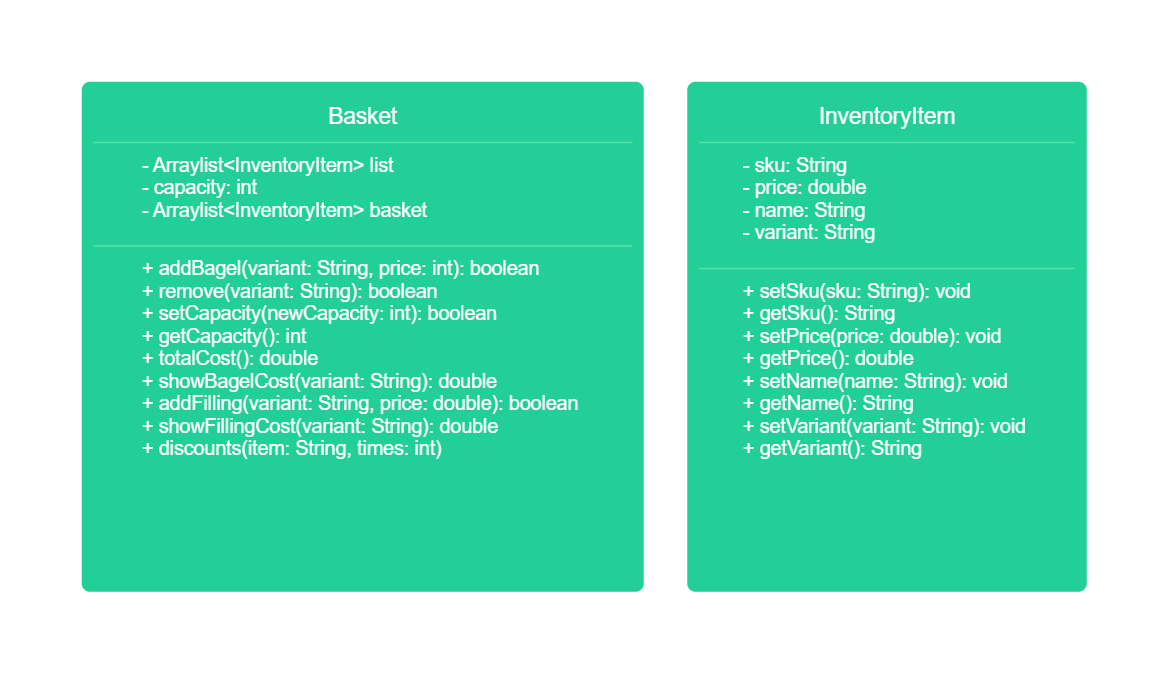 Basket
- Arraylist<InventoryItem> list
- capacity: int
- Arraylist<InventoryItem> basket
+ addBagel(variant: String, price: int): boolean
+ remove(variant: String): boolean
+ setCapacity(newCapacity: int): boolean
+ getCapacity(): int
+ totalCost(): double
+ showBagelCost(variant: String): double
+ addFilling(variant: String, price: double): boolean
+ showFillingCost(variant: String): double
+ discounts(item: String, times: int)
InventoryItem
- sku: String
- price: double
- name: String
- variant: String
+ setSku(sku: String): void
+ getSku(): String
+ setPrice(price: double): void
+ getPrice(): double
+ setName(name: String): void
+ getName(): String
+ setVariant(variant: String): void
+ getVariant(): String